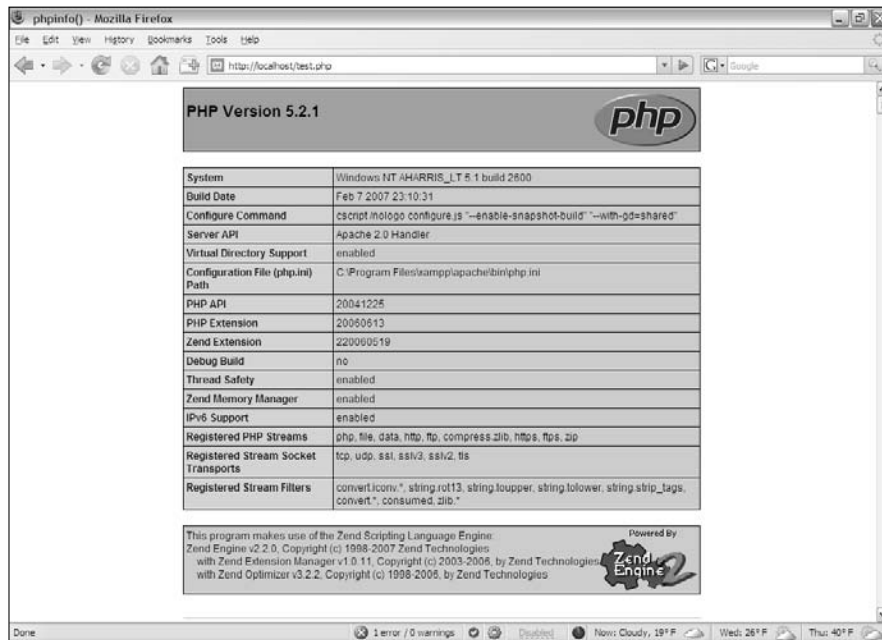 phpinfo() - Mozilla Firefox
File Edit View History Bookmarks Tools Help
http://localhost/test.php
Google
PHP Version 5.2.1
php
System Windows NT AHARRIS_LT 5.1 build 2600
Build Date Feb 7 2007 23:10:31
Configure Command cscript /nologo configure.js "--enable-snapshot-build" "--with-gd=shared"
Server API Apache 2.0 Handler
Virtual Directory Support enabled
Configuration File (php.ini) C:\Program Files\xampp\apache\bin\php.ini
Path
PHP API 20041225
PHP Extension 20060613
Zend Extension 220060519
Debug Build no
Thread Safety enabled
Zend Memory Manager enabled
IPv6 Support enabled
Registered PHP Streams php, file, data, http, ftp, compress.zlib, https, ftps, zip
Registered Stream Socket tcp, udp, ssl, sslv3, sslv2, tls
Transports
Registered Stream Filters convert.iconv.*, string.rot13, string.toupper, string.tolower, string.strip_tags,
convert.*, consumed, zlib.*
This program makes use of the Zend Scripting Language Engine:
Zend Engine v2.2.0, Copyright (c) 1998-2007 Zend Technologies
with Zend Extension Manager v1.0.11, Copyright (c) 2003-2006, by Zend Technologies
with Zend Optimizer v3.2.2, Copyright (c) 1998-2006, by Zend Technologies
Powered By
Zend
Engine 2
Done 1 error / 0 warnings Disabled Now: Cloudy, 19° F Wed: 26° F Thu: 40° F